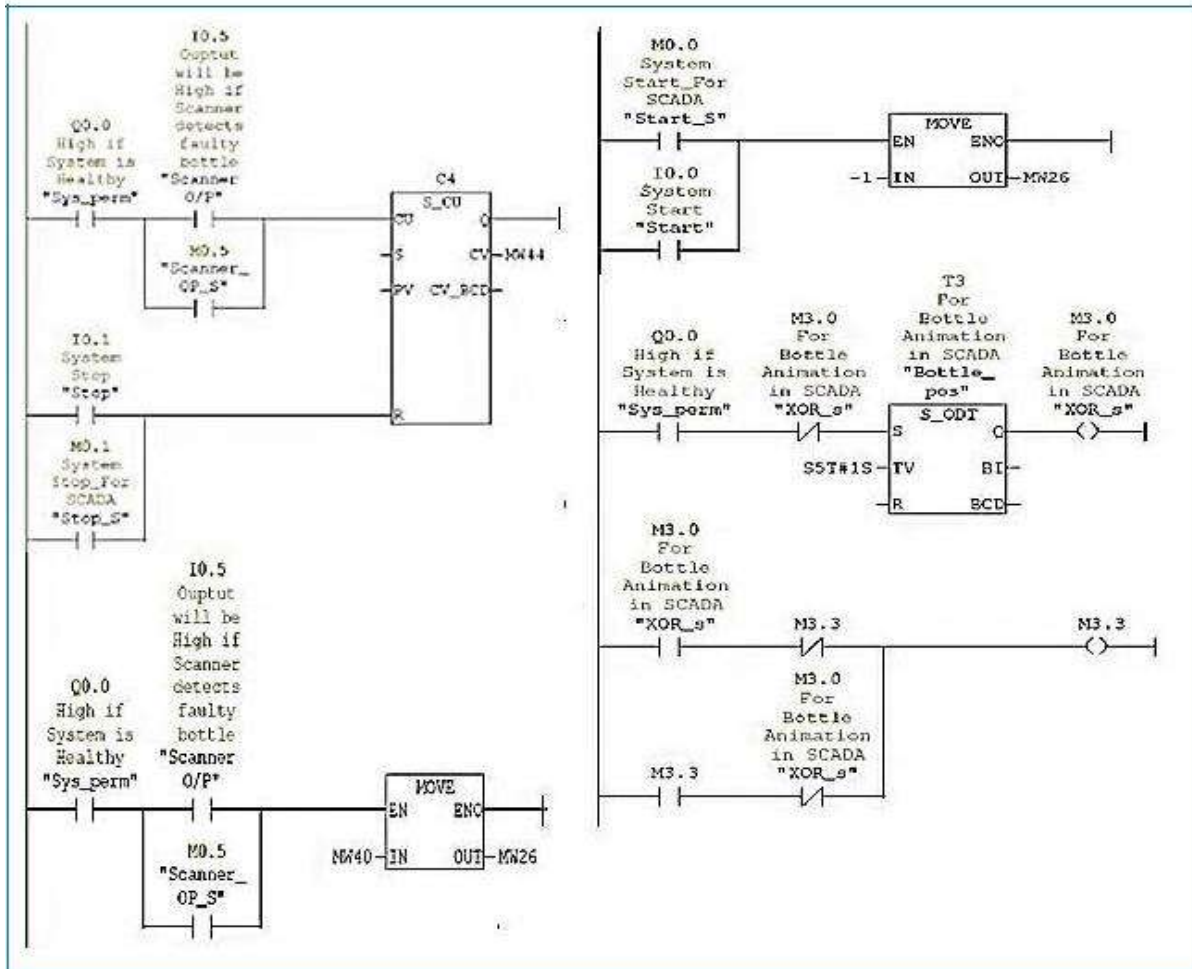 I0.5
Ouptut
will be
High if
Scanner
detects
faulty
bottle
"Scanner
O/P"
Q0.0
High if
System is
Healthy
"Sys_perm"
M0.5
"Scanner_
OP_S"
C4
S_CU
CU Q
S CV MW44
PV CV_BCD
R
I0.1
System
Stop
"Stop"
M0.1
System
Stop_For
SCADA
"Stop_S"
I0.5
Ouptut
will be
High if
Scanner
detects
faulty
bottle
"Scanner
O/P"
Q0.0
High if
System is
Healthy
"Sys_perm"
M0.5
"Scanner_
OP_S"
MOVE
EN ENO
MW40 IN OUT MW26
M0.0
System
Start_For
SCADA
"Start_S"
I0.0
System
Start
"Start"
MOVE
EN ENO
-1 IN OUT MW26
Q0.0
High if
System is
Healthy
"Sys_perm"
M3.0
For
Bottle
Animation
in SCADA
"XOR_s"
T3
For
Bottle
Animation
in SCADA
"Bottle_
pos"
S_ODT
S Q
S5T#1S TV BI
R BCD
M3.0
For
Bottle
Animation
in SCADA
"XOR_s"
M3.0
For
Bottle
Animation
in SCADA
"XOR_s"
M3.3
M3.3
M3.3
M3.0
For
Bottle
Animation
in SCADA
"XOR_s"